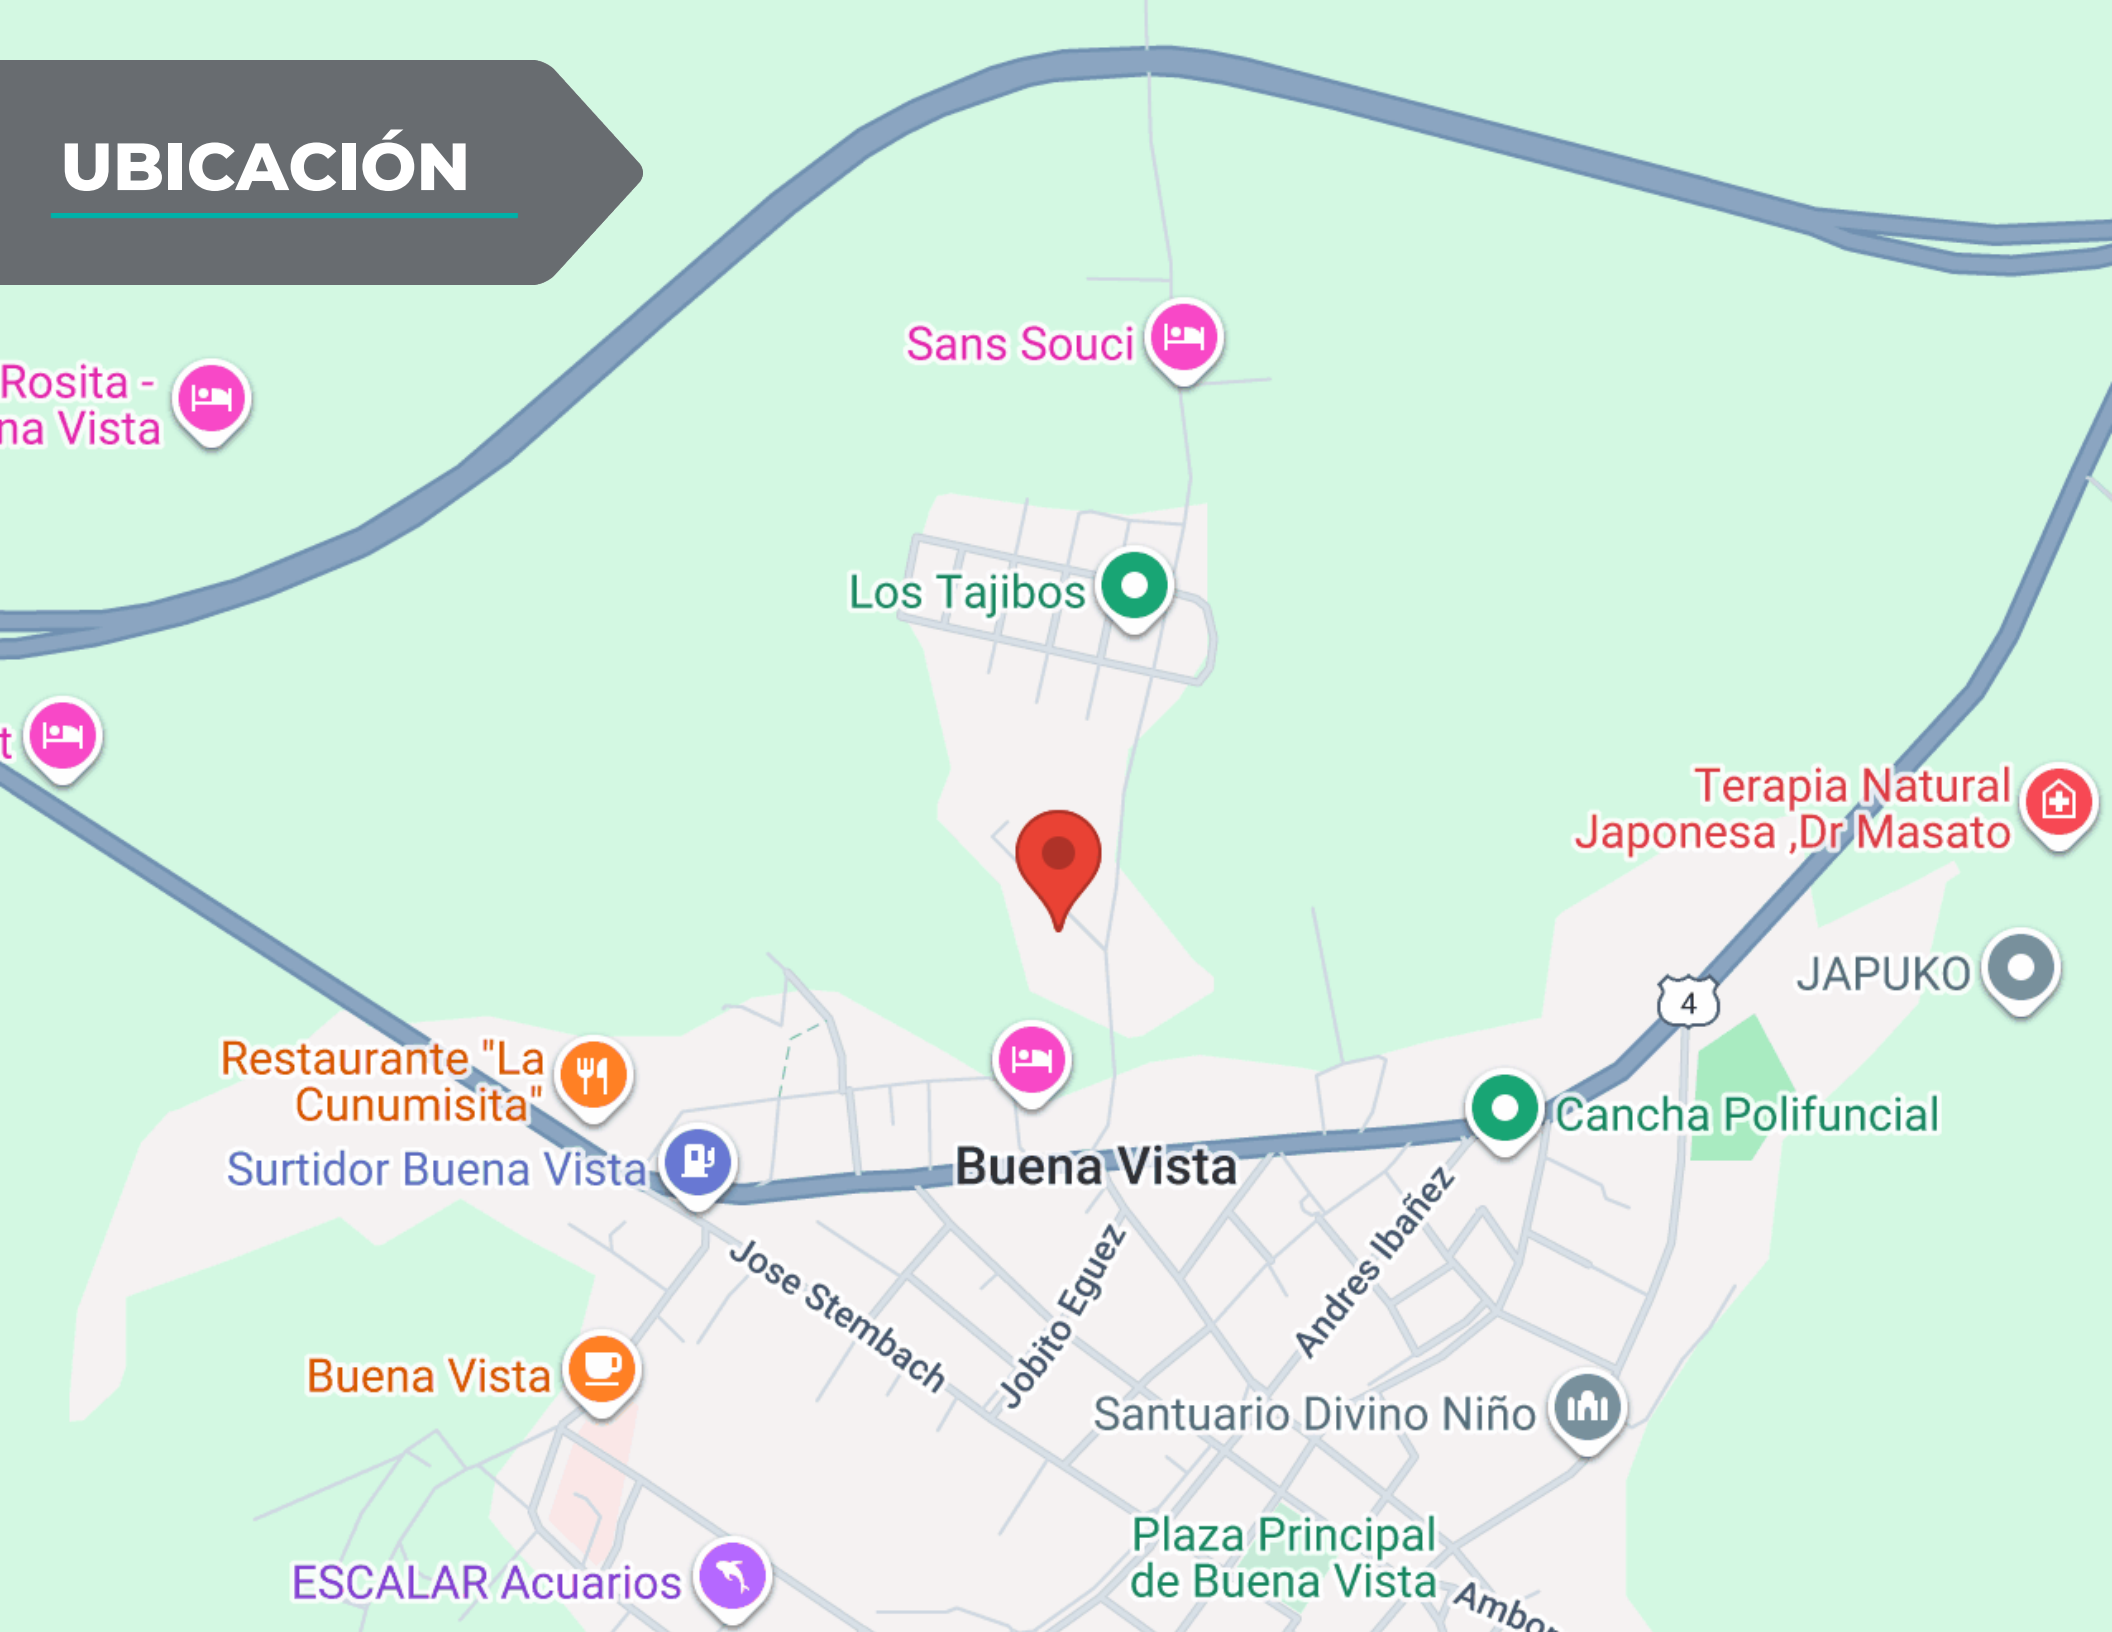 UBICACIÓN
Sans Souci
Rosita -
na Vista
Los Tajibos
t
Terapia Natural
Japonesa ,Dr Masato
JAPUKO
4
Restaurante "La
Cunumisita"
Cancha Polifuncial
Surtidor Buena Vista
Buena Vista
Jose Stembach
Jobito Eguez
Andres Ibañez
Buena Vista
Santuario Divino Niño
Plaza Principal
de Buena Vista
ESCALAR Acuarios
Ambor